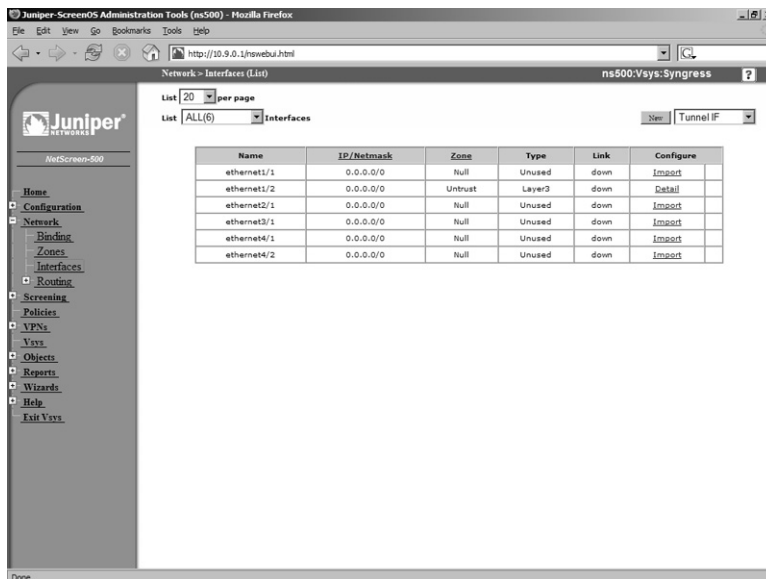 Juniper-ScreenOS Administration Tools (ns500) - Mozilla Firefox
File Edit View Go Bookmarks Tools Help
http://10.9.0.1/nswebui.html
G
Network > Interfaces (List)
ns500:Vsys:Syngress
?
List 20 per page
List ALL(6) Interfaces
New Tunnel IF
Juniper
NETWORKS
NetScreen-500
Home
Configuration
Network
Binding
Zones
Interfaces
Routing
Screening
Policies
VPNs
Vsys
Objects
Reports
Wizards
Help
Exit Vsys
Name IP/Netmask Zone Type Link Configure
ethernet1/1 0.0.0.0/0 Null Unused down Import
ethernet1/2 0.0.0.0/0 Untrust Layer3 down Detail
ethernet2/1 0.0.0.0/0 Null Unused down Import
ethernet3/1 0.0.0.0/0 Null Unused down Import
ethernet4/1 0.0.0.0/0 Null Unused down Import
ethernet4/2 0.0.0.0/0 Null Unused down Import
Done